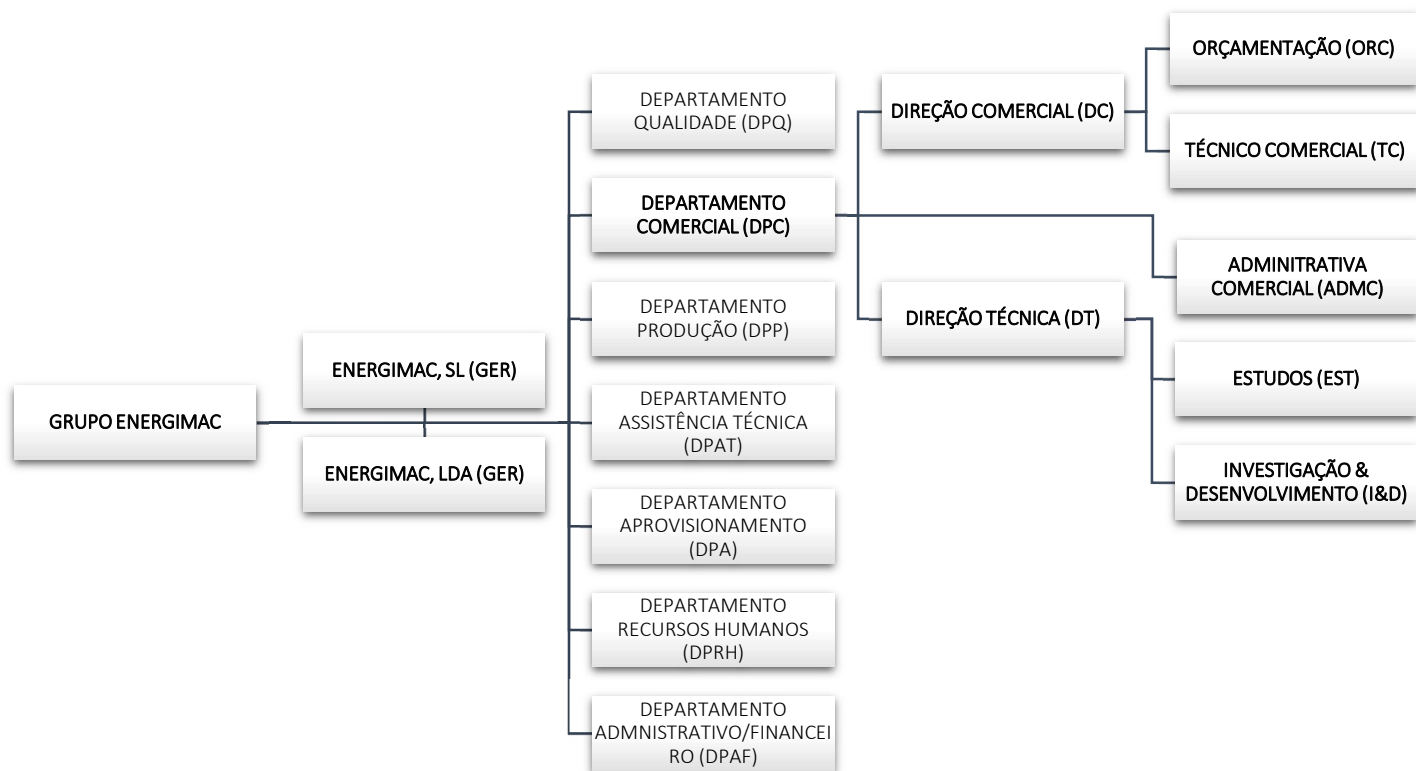 GRUPO ENERGIMAC
ENERGIMAC, SL (GER)
ENERGIMAC, LDA (GER)
DEPARTAMENTO
QUALIDADE (DPQ)
DEPARTAMENTO
COMERCIAL (DPC)
DEPARTAMENTO
PRODUÇÃO (DPP)
DEPARTAMENTO
ASSISTÊNCIA TÉCNICA
(DPAT)
DEPARTAMENTO
APROVISIONAMENTO
(DPA)
DEPARTAMENTO
RECURSOS HUMANOS
(DPRH)
DEPARTAMENTO
ADMNISTRATIVO/FINANCEI
RO (DPAF)
DIREÇÃO COMERCIAL (DC)
DIREÇÃO TÉCNICA (DT)
ORÇAMENTAÇÃO (ORC)
TÉCNICO COMERCIAL (TC)
ADMINITRATIVA
COMERCIAL (ADMC)
ESTUDOS (EST)
INVESTIGAÇÃO &
DESENVOLVIMENTO (I&D)